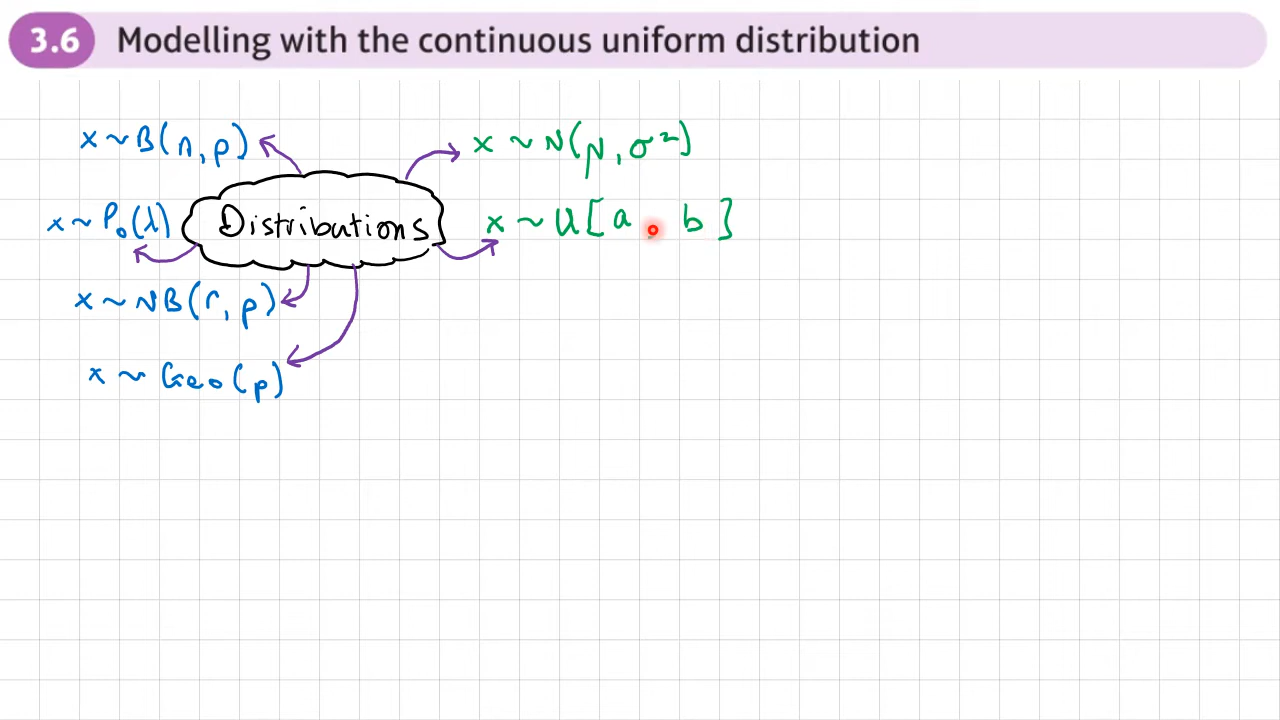 3.6 Modelling with the continuous uniform distribution
x ~ B(n, p)
x ~ N(μ, σ²)
x ~ Po(λ)
Distributions
x ~ U[a, b]
x ~ NB(r, p)
x ~ Geo(p)